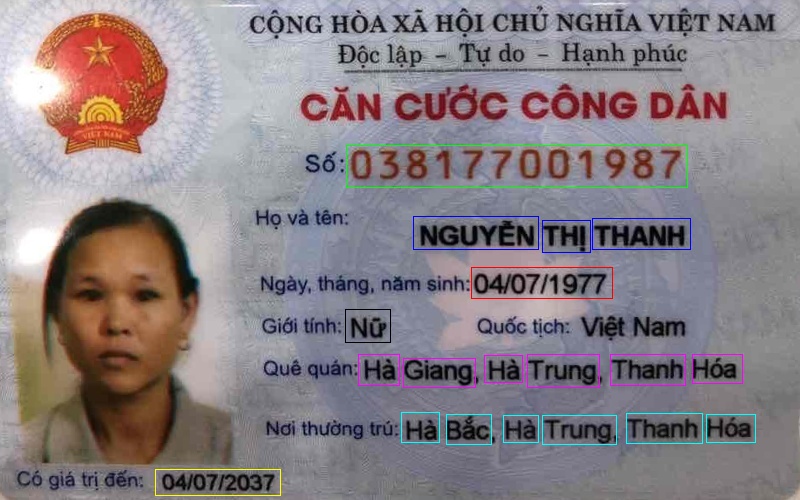 CỘNG HÒA XÃ HỘI CHỦ NGHĨA VIỆT NAM
Độc lập – Tự do – Hạnh phúc
CĂN CƯỚC CÔNG DÂN
Số: 038177001987
Họ và tên: NGUYỄN THỊ THANH
Ngày, tháng, năm sinh: 04/07/1977
Giới tính: Nữ Quốc tịch: Việt Nam
Quê quán: Hà Giang, Hà Trung, Thanh Hóa
Nơi thường trú: Hà Bắc, Hà Trung, Thanh Hóa
Có giá trị đến: 04/07/2037
VIỆT NAM